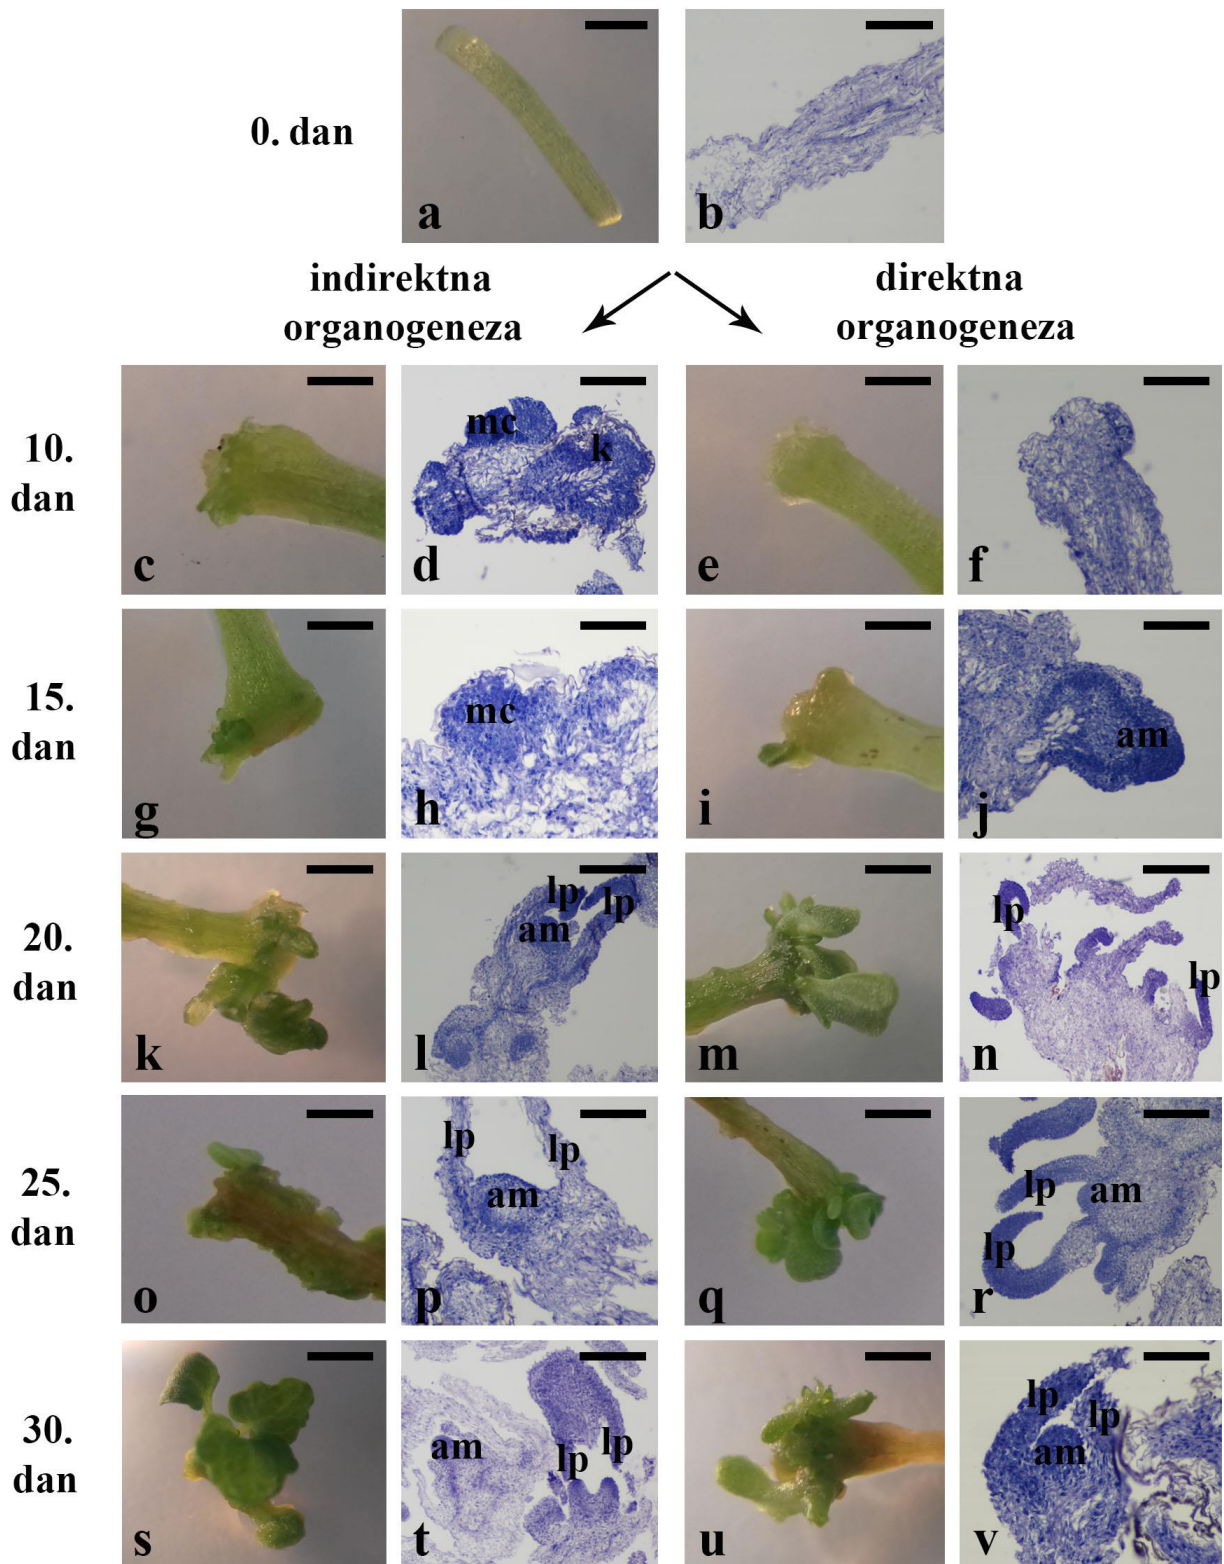 0. dan
a
b
indirektna
organogeneza
direktna
organogeneza
10.
dan
c
mc
k
d
e
f
15.
dan
g
mc
h
i
am
j
20.
dan
k
lp
lp
am
l
m
lp
lp
n
25.
dan
o
lp
lp
am
p
q
lp
am
lp
r
30.
dan
s
am
lp
lp
t
u
lp
lp
am
v